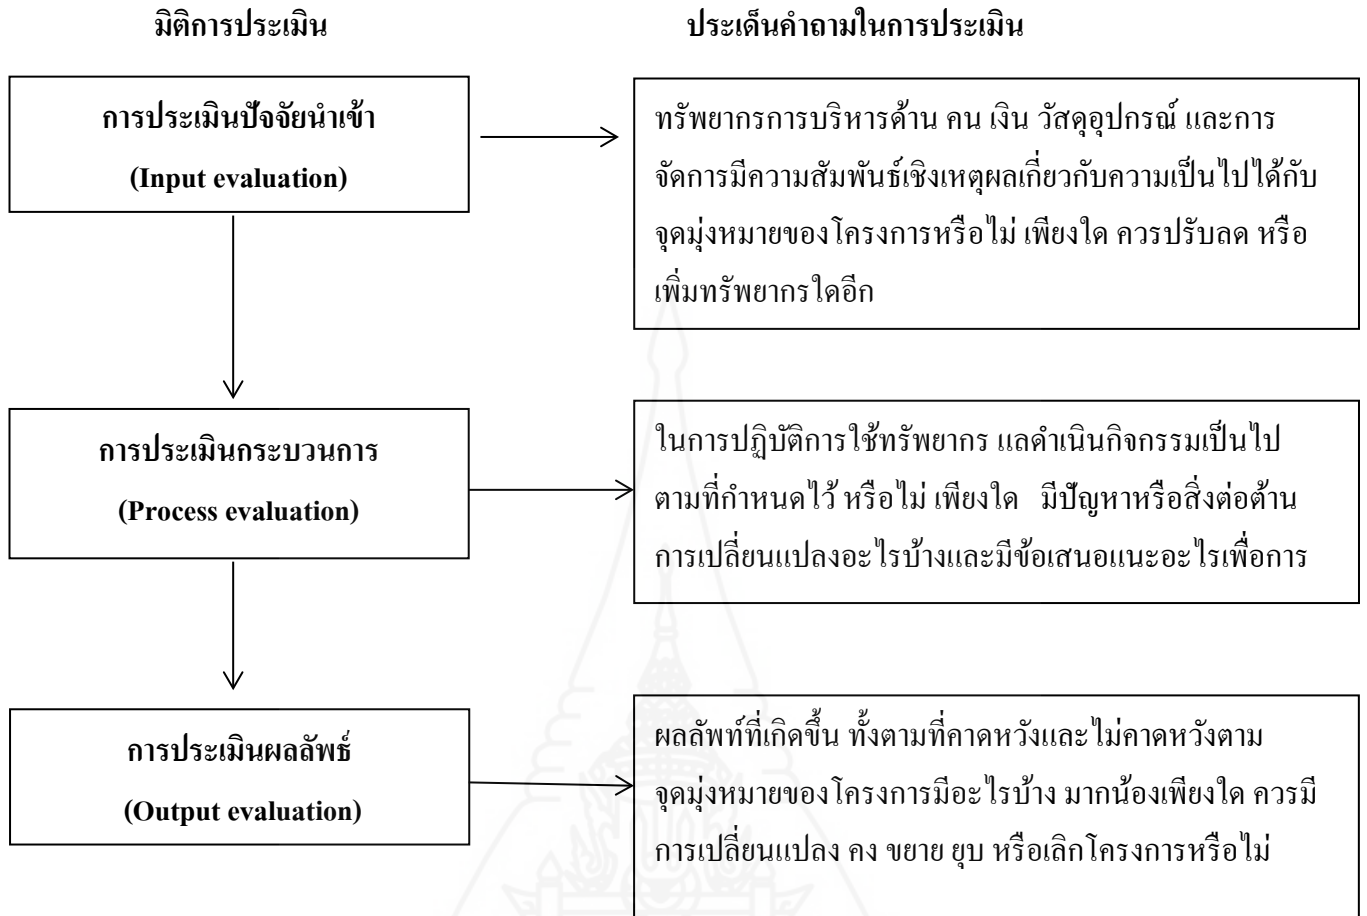 มิติการประเมิน
ประเด็นคำถามในการประเมิน
การประเมินปัจจัยนำเข้า
(Input evaluation)
ทรัพยากรการบริหารด้าน คน เงิน วัสดุอุปกรณ์ และการ
จัดการมีความสัมพันธ์เชิงเหตุผลเกี่ยวกับความเป็นไปได้กับ
จุดมุ่งหมายของโครงการหรือไม่ เพียงใด ควรปรับลด หรือ
เพิ่มทรัพยากรใดอีก
การประเมินกระบวนการ
(Process evaluation)
ในการปฏิบัติการใช้ทรัพยากร แลดำเนินกิจกรรมเป็นไป
ตามที่กำหนดไว้ หรือไม่ เพียงใด มีปัญหาหรือสิ่งต่อต้าน
การเปลี่ยนแปลงอะไรบ้างและมีข้อเสนอแนะอะไรเพื่อการ
การประเมินผลลัพธ์
(Output evaluation)
ผลลัพท์ที่เกิดขึ้น ทั้งตามที่คาดหวังและไม่คาดหวังตาม
จุดมุ่งหมายของโครงการมีอะไรบ้าง มากน้องเพียงใด ควรมี
การเปลี่ยนแปลง คง ขยาย ยุบ หรือเลิกโครงการหรือไม่